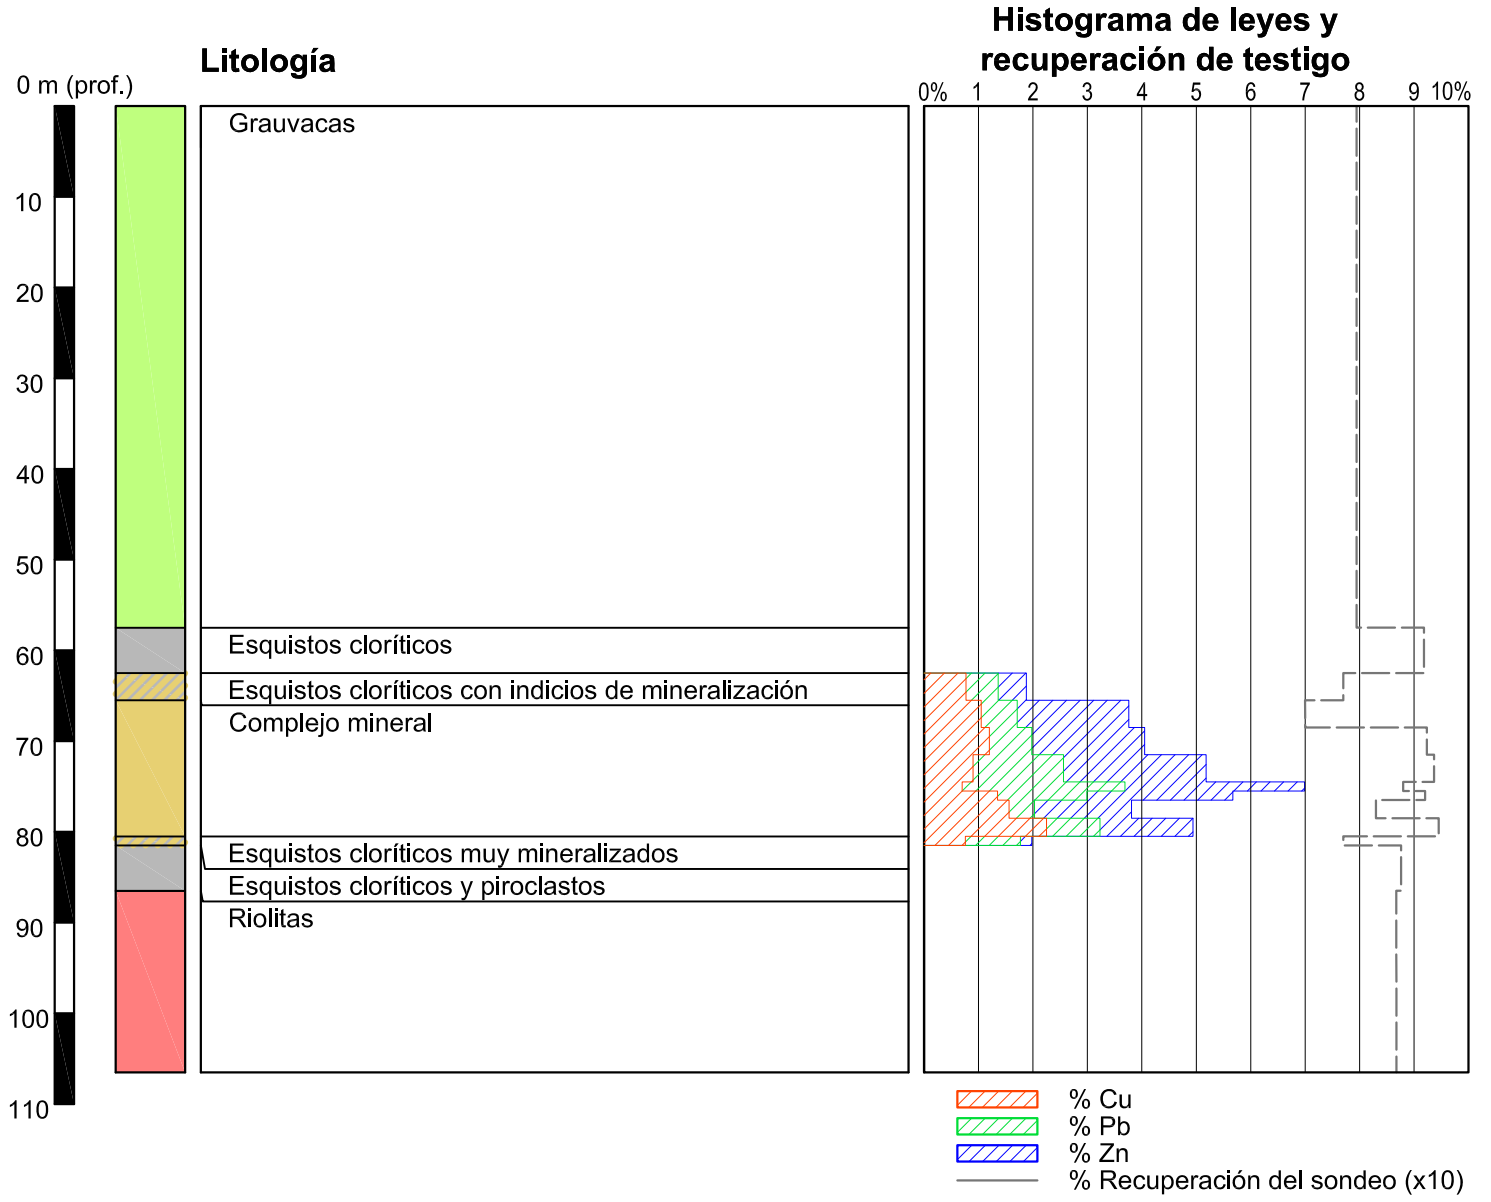 Histograma de leyes y
recuperación de testigo
Litología
0 m (prof.)
0% 1 2 3 4 5 6 7 8 9 10%
Grauvacas
10
20
30
40
50
Esquistos cloríticos
60
Esquistos cloríticos con indicios de mineralización
Complejo mineral
70
80
Esquistos cloríticos muy mineralizados
Esquistos cloríticos y piroclastos
Riolitas
90
100
110
% Cu
% Pb
% Zn
% Recuperación del sondeo (x10)